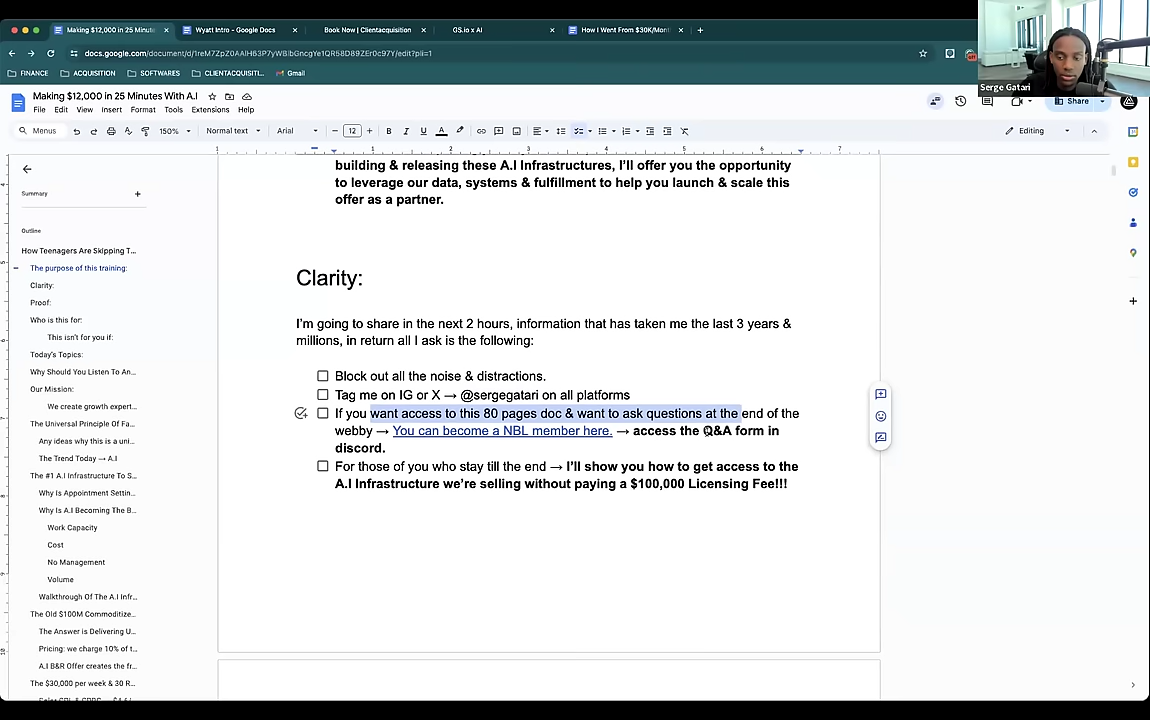 Making $12,000 in 25 Minute
Wyatt Intro - Google Docs
Book Now | Clientacquisition
GS.io x AI
How I Went From $30K/Mon
FINANCE
ACQUISITION
SOFTWARES
CLIENTACQUISITI...
Gmail
Serge Gatari
Making $12,000 in 25 Minutes With A.I
File Edit View Insert Format Tools Extensions Help
Share
Menus
150%
Normal text
Arial
12
Editing
Summary
Outline
How Teenagers Are Skipping T...
The purpose of this training:
Clarity:
Proof:
Who is this for:
This isn't for you if:
Today's Topics:
Why Should You Listen To An...
Our Mission:
We create growth expert...
The Universal Principle Of Fa...
Any ideas why this is a uni...
The Trend Today → A.I
The #1 A.I Infrastructure To S...
Why Is Appointment Settin...
Why Is A.I Becoming The B...
Work Capacity
Cost
No Management
Volume
Walkthrough Of The A.I Infr...
The Old $100M Commoditize...
The Answer is Delivering U...
Pricing: we charge 10% of t...
A.I B&R Offer creates the fr...
The $30,000 per week & 30 R...
building & releasing these A.I Infrastructures, I'll offer you the opportunity
to leverage our data, systems & fulfillment to help you launch & scale this
offer as a partner.
Clarity:
I'm going to share in the next 2 hours, information that has taken me the last 3 years &
millions, in return all I ask is the following:
Block out all the noise & distractions.
Tag me on IG or X → @sergegatari on all platforms
If you want access to this 80 pages doc & want to ask questions at the end of the
webby → You can become a NBL member here. → access the Q&A form in
discord.
For those of you who stay till the end → I'll show you how to get access to the
A.I Infrastructure we're selling without paying a $100,000 Licensing Fee!!!